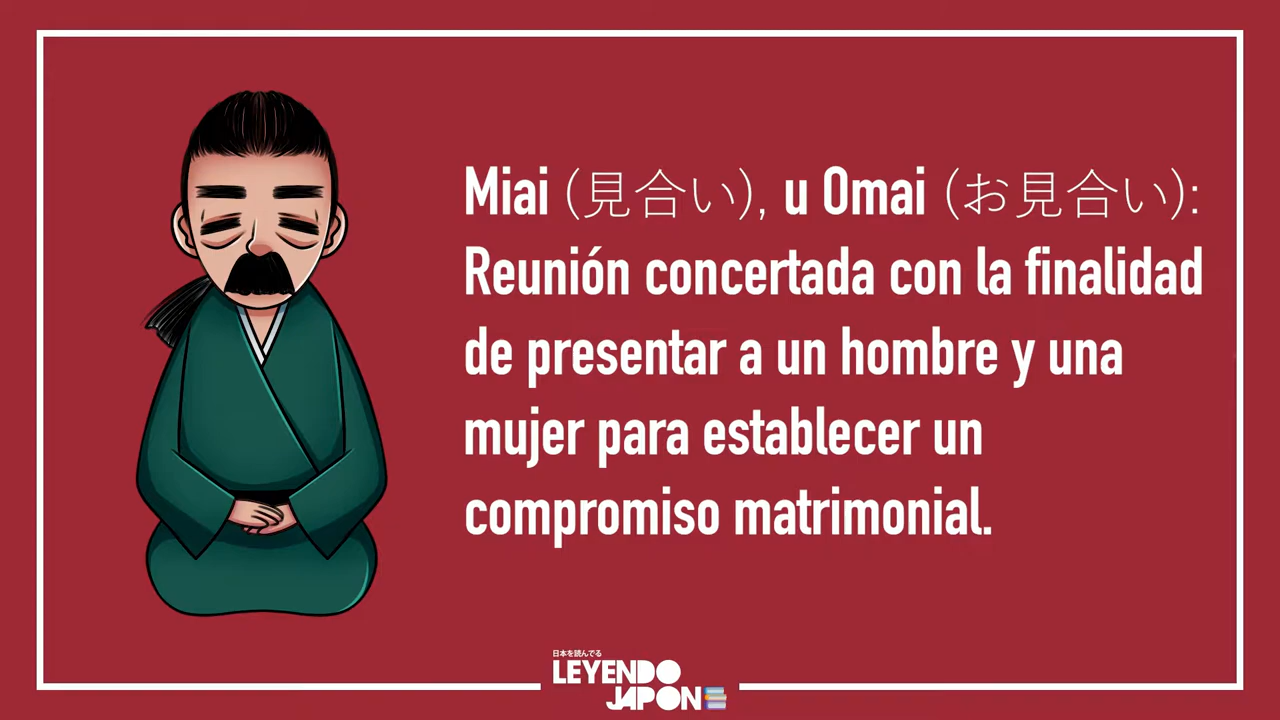 Miai (見合い), u Omai (お見合い):
Reunión concertada con la finalidad
de presentar a un hombre y una
mujer para establecer un
compromiso matrimonial.
日本を読んでる
LEYENDO
JAPON